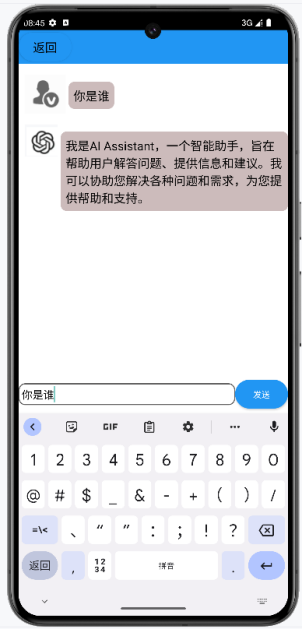 08:45
3G
返回
你是谁
我是AI Assistant，一个智能助手，旨在
帮助用户解答问题、提供信息和建议。我
可以协助您解决各种问题和需求，为您提
供帮助和支持。
你是谁
发送
GIF
1 2 3 4 5 6 7 8 9 0
@ # $ _ & - + ( ) /
=\< 、 “ ” ： ； ！ ？
返回 ， 12 拼音 .
34